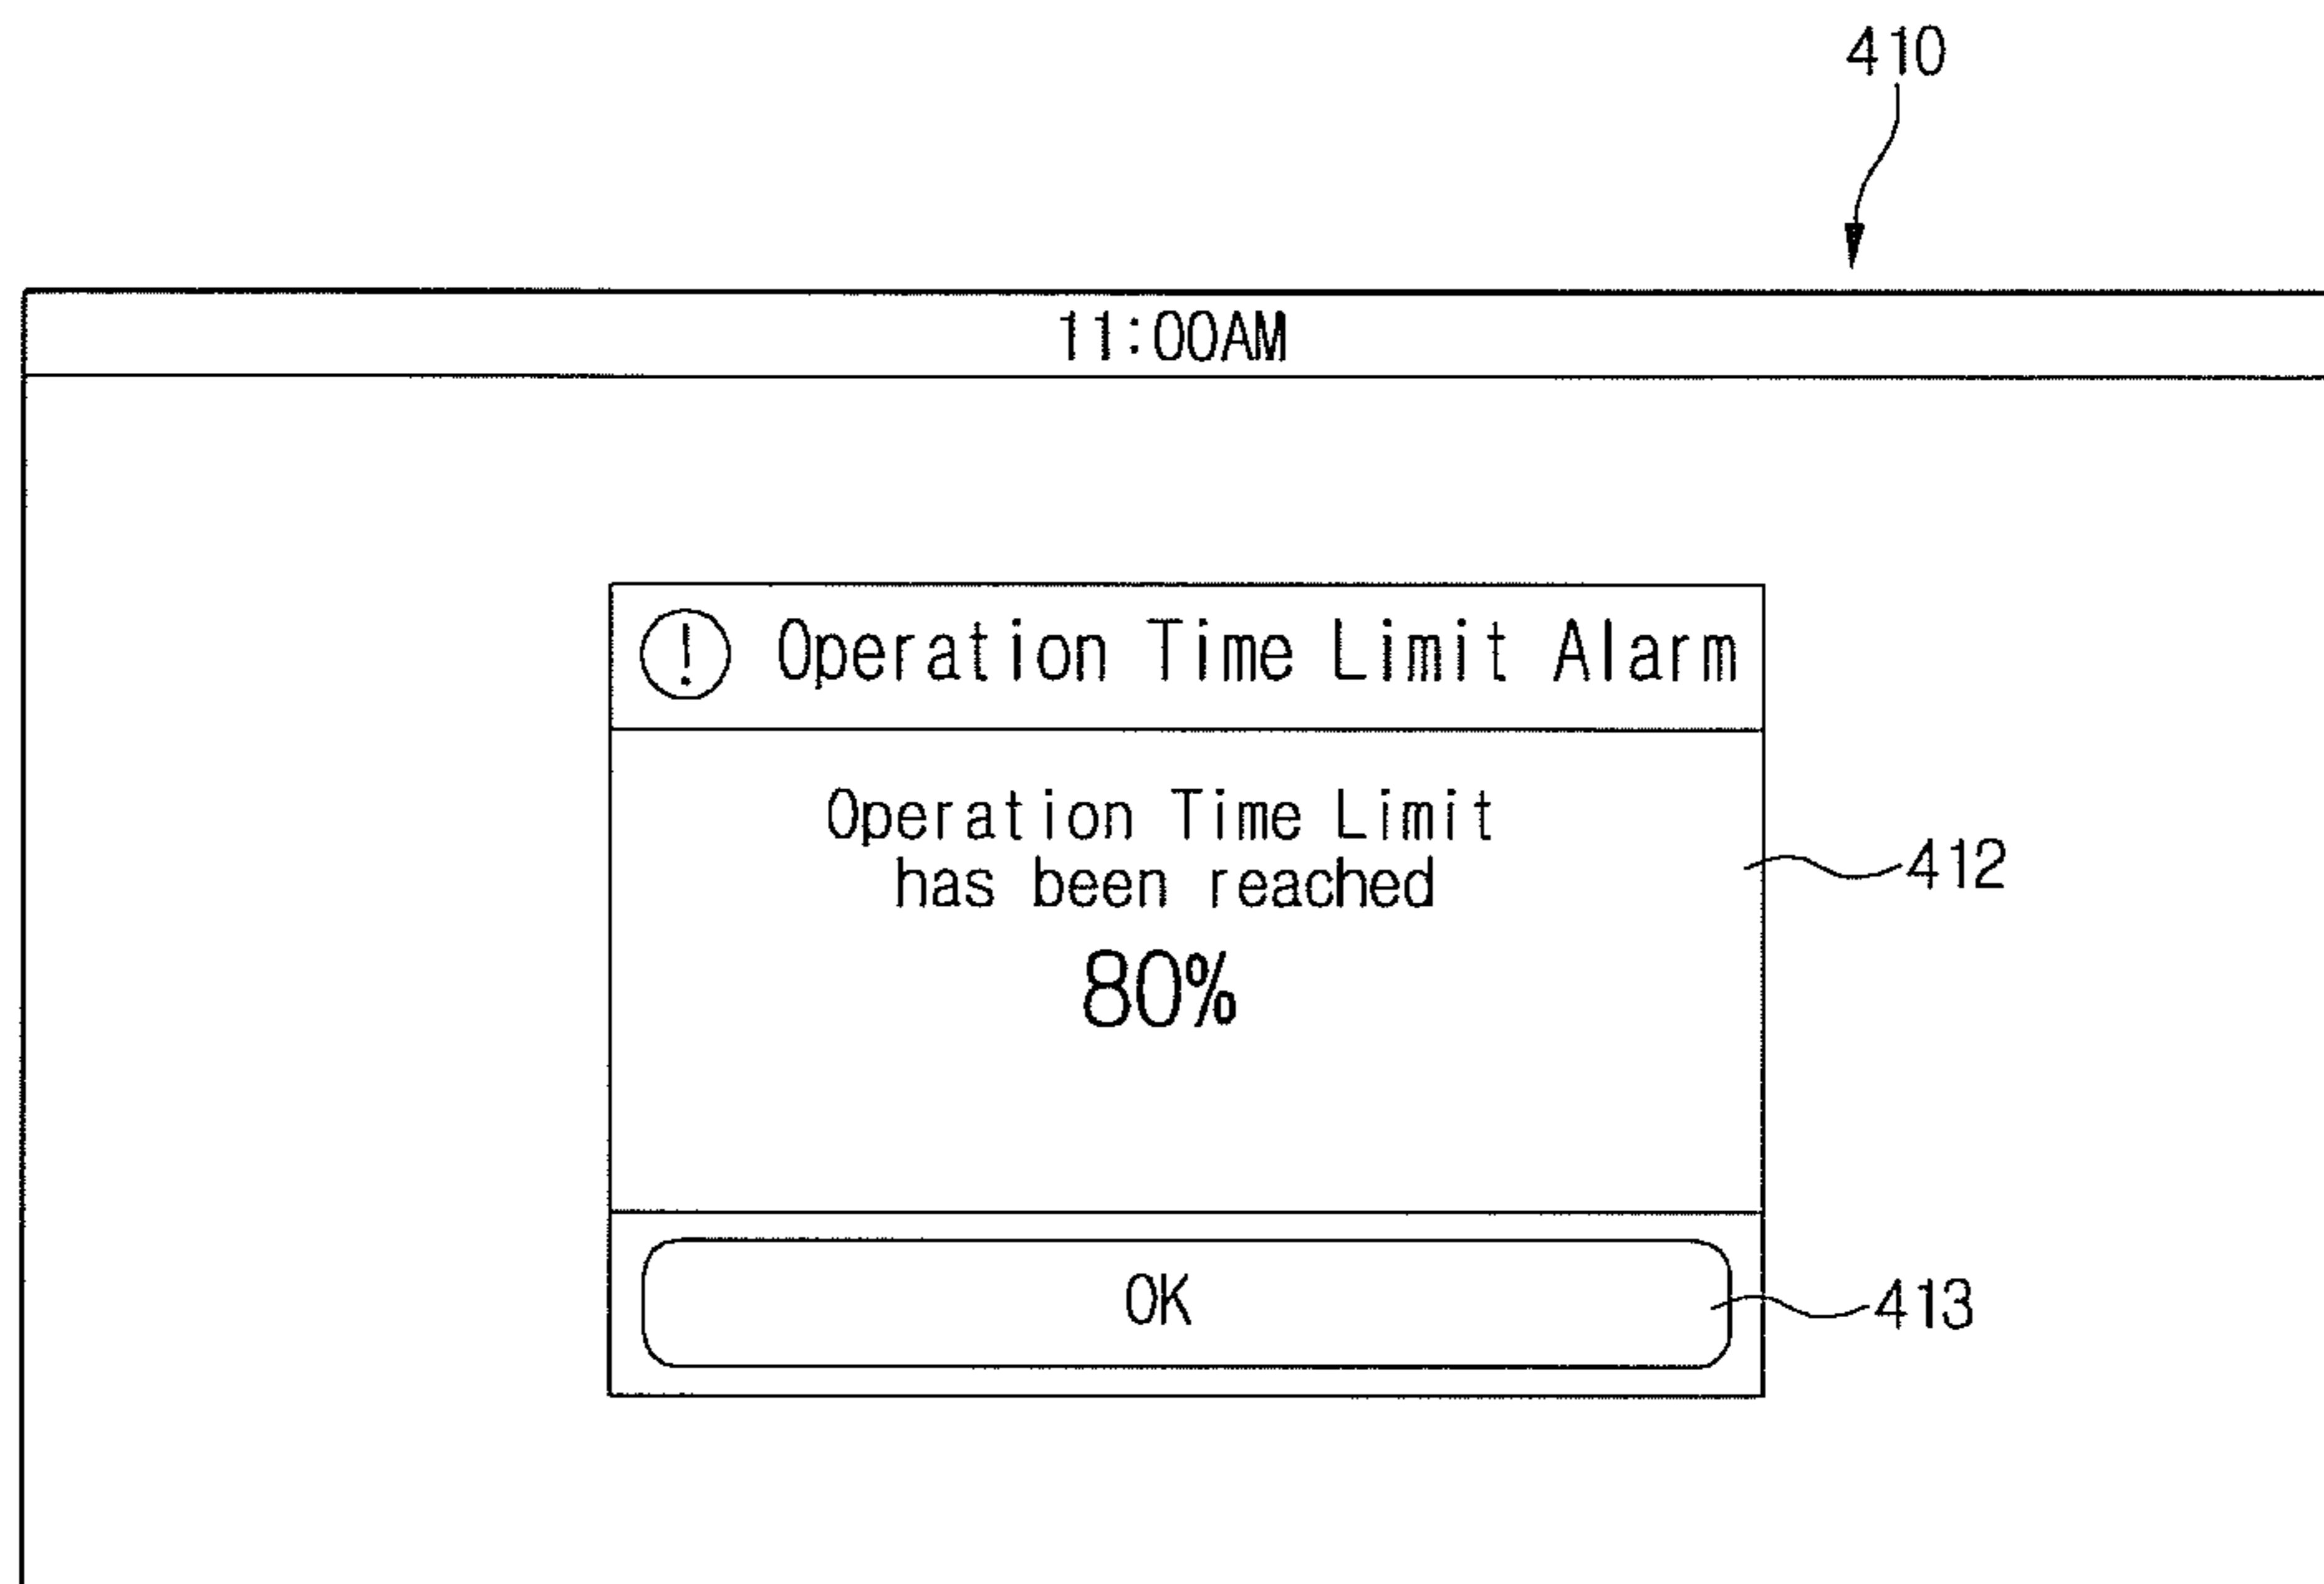 410
11:00AM
! Operation Time Limit Alarm
Operation Time Limit
has been reached
80%
412
OK
413